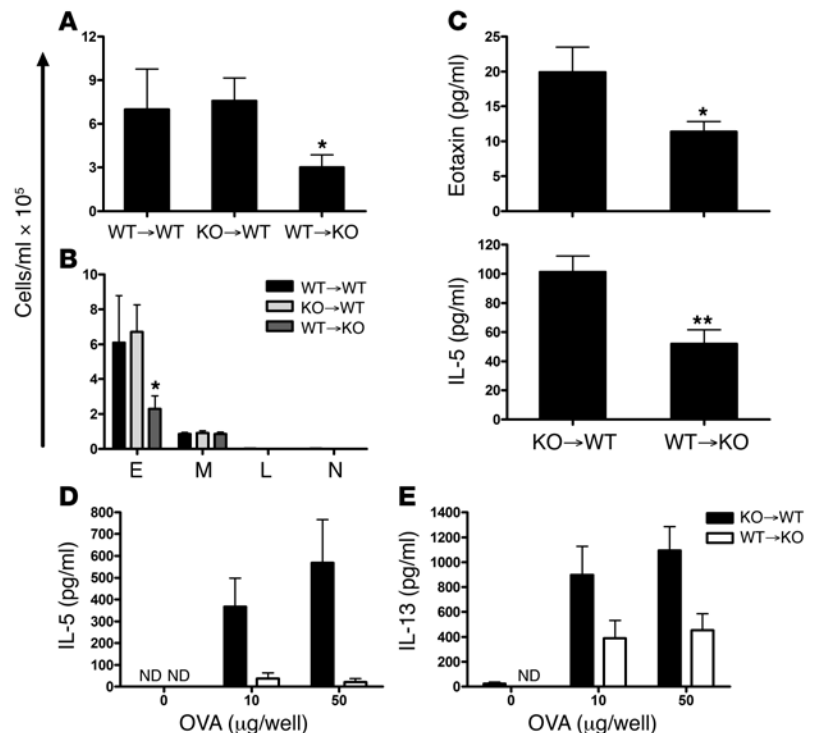 A
12
9
6
3
0
WT→WT KO→WT WT→KO
*
B
10
8
6
4
2
0
WT→WT
KO→WT
WT→KO
*
E M L N
Cells/ml × 10⁵
C
25
20
15
10
5
0
Eotaxin (pg/ml)
*
120
100
80
60
40
20
0
IL-5 (pg/ml)
**
KO→WT WT→KO
D
800
700
600
500
400
300
200
100
0
IL-5 (pg/ml)
ND ND
0 10 50
OVA (μg/well)
E
1400
1200
1000
800
600
400
200
0
IL-13 (pg/ml)
KO→WT
WT→KO
ND
0 10 50
OVA (μg/well)